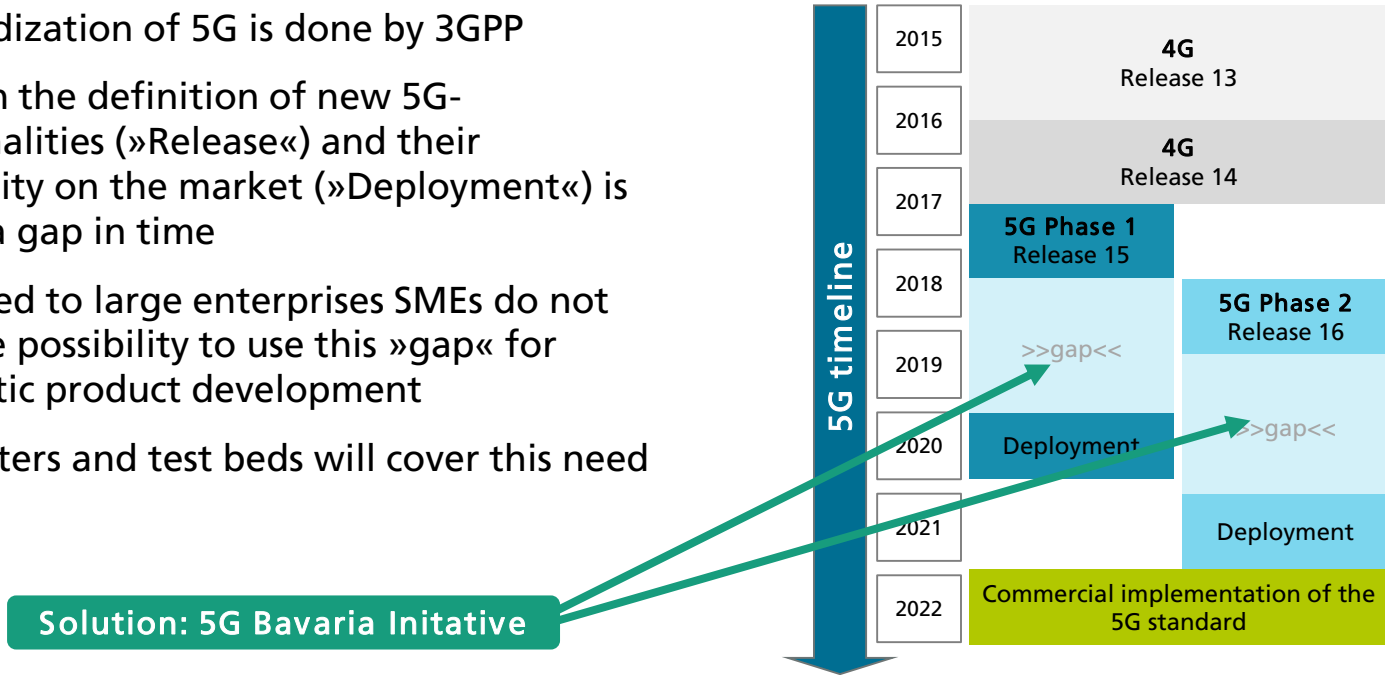 dization of 5G is done by 3GPP
n the definition of new 5G-
nalities (»Release«) and their
ity on the market (»Deployment«) is
a gap in time
ed to large enterprises SMEs do not
e possibility to use this »gap« for
tic product development
ters and test beds will cover this need
Solution: 5G Bavaria Initative
5G timeline
2015
2016
2017
2018
2019
2020
2021
2022
4G
Release 13
4G
Release 14
5G Phase 1
Release 15
>>gap<<
Deployment
5G Phase 2
Release 16
>>gap<<
Deployment
Commercial implementation of the
5G standard